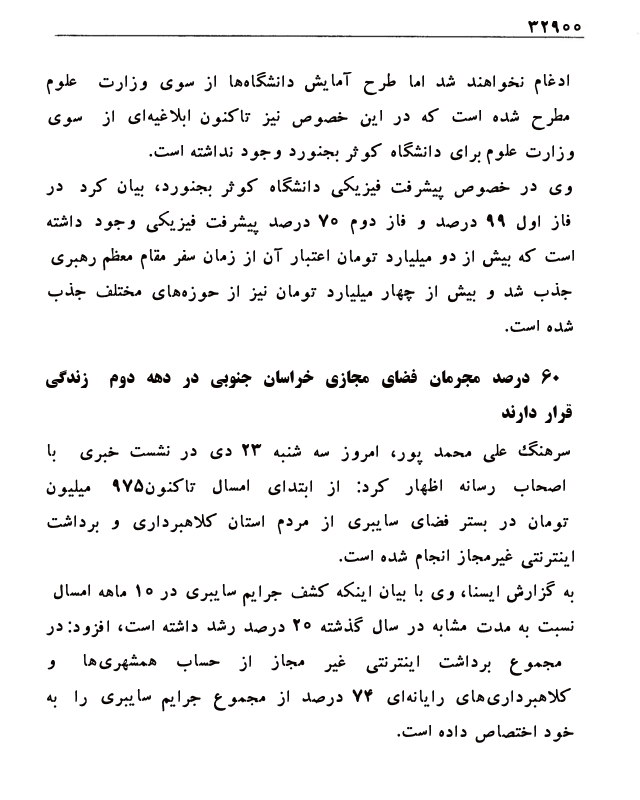 ۳۲۹۰۰
ادغام نخواهند شد اما طرح آمایش دانشگاه‌ها از سوی وزارت علوم
مطرح شده است که در این خصوص نیز تاکنون ابلاغیه‌ای از سوی
وزارت علوم برای دانشگاه کوثر بجنورد وجود نداشته است.
وی در خصوص پیشرفت فیزیکی دانشگاه کوثر بجنورد، بیان کرد در
فاز اول ۹۹ درصد و فاز دوم ۷۰ درصد پیشرفت فیزیکی وجود داشته
است که بیش از دو میلیارد تومان اعتبار آن از زمان سفر مقام معظم رهبری
جذب شد و بیش از چهار میلیارد تومان نیز از حوزه‌های مختلف جذب
شده است.
۶۰ درصد مجرمان فضای مجازی خراسان جنوبی در دهه دوم زندگی
قرار دارند
سرهنگ علی محمد پور، امروز سه شنبه ۲۳ دی در نشست خبری با
اصحاب رسانه اظهار کرد: از ابتدای امسال تاکنون۹۷۵ میلیون
تومان در بستر فضای سایبری از مردم استان کلاهبرداری و برداشت
اینترنتی غیرمجاز انجام شده است.
به گزارش ایسنا، وی با بیان اینکه کشف جرایم سایبری در ۱۰ ماهه امسال
نسبت به مدت مشابه در سال گذشته ۲۰ درصد رشد داشته است، افزود: در
مجموع برداشت اینترنتی غیر مجاز از حساب همشهری‌ها و
کلاهبرداری‌های رایانه‌ای ۷۴ درصد از مجموع جرایم سایبری را به
خود اختصاص داده است.